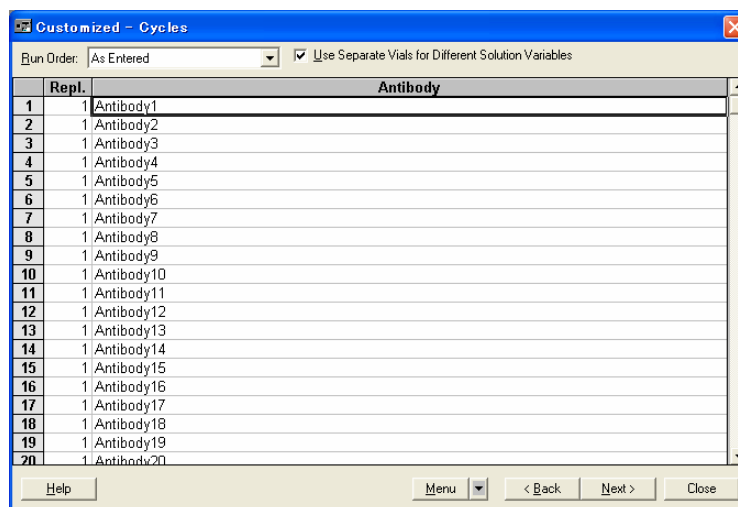 Customized - Cycles
Run Order: As Entered Use Separate Vials for Different Solution Variables
Repl. Antibody
1 1 Antibody1
2 1 Antibody2
3 1 Antibody3
4 1 Antibody4
5 1 Antibody5
6 1 Antibody6
7 1 Antibody7
8 1 Antibody8
9 1 Antibody9
10 1 Antibody10
11 1 Antibody11
12 1 Antibody12
13 1 Antibody13
14 1 Antibody14
15 1 Antibody15
16 1 Antibody16
17 1 Antibody17
18 1 Antibody18
19 1 Antibody19
20 1 Antibody20
Help Menu < Back Next > Close